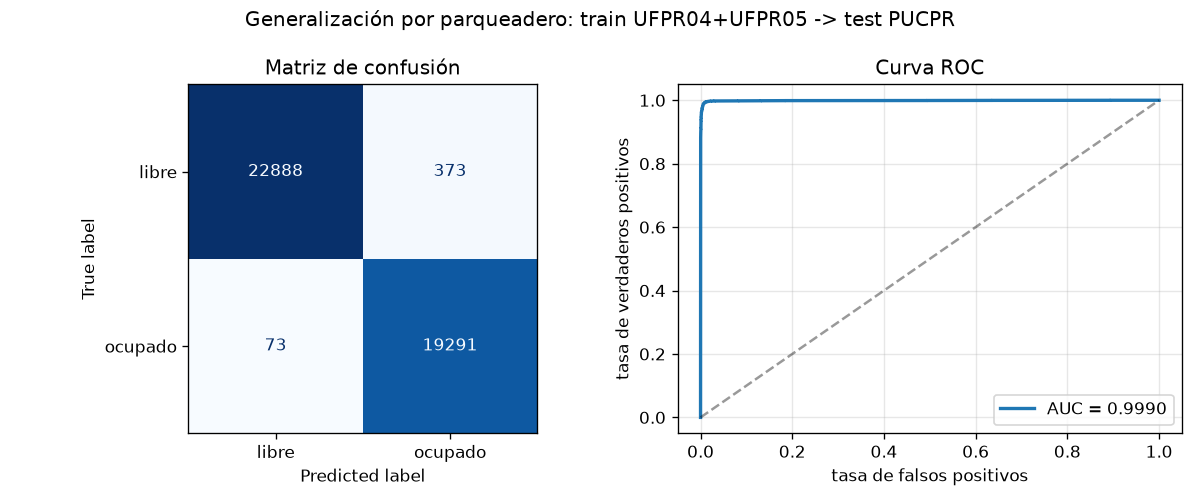 Generalización por parqueadero: train UFPR04+UFPR05 -> test PUCPR
Matriz de confusión
True label
libre
ocupado
22888
373
73
19291
libre
ocupado
Predicted label
Curva ROC
tasa de verdaderos positivos
1.0
0.8
0.6
0.4
0.2
0.0
AUC = 0.9990
0.0
0.2
0.4
0.6
0.8
1.0
tasa de falsos positivos